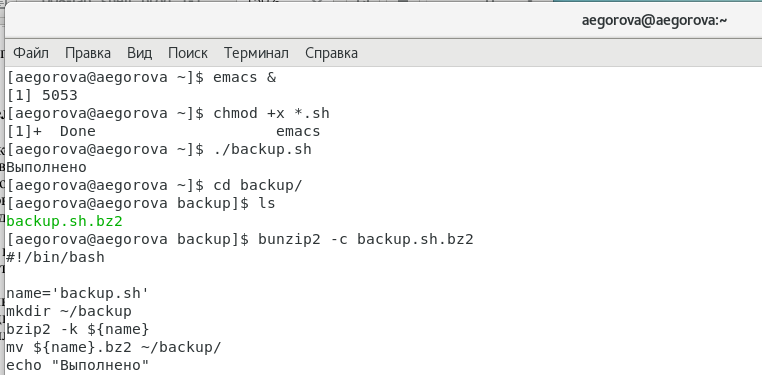 aegorova@aegorova:~
Файл Правка Вид Поиск Терминал Справка
[aegorova@aegorova ~]$ emacs &
[1] 5053
[aegorova@aegorova ~]$ chmod +x *.sh
[1]+  Done                    emacs
[aegorova@aegorova ~]$ ./backup.sh
Выполнено
[aegorova@aegorova ~]$ cd backup/
[aegorova@aegorova backup]$ ls
backup.sh.bz2
[aegorova@aegorova backup]$ bunzip2 -c backup.sh.bz2
#!/bin/bash

name='backup.sh'
mkdir ~/backup
bzip2 -k ${name}
mv ${name}.bz2 ~/backup/
echo "Выполнено"